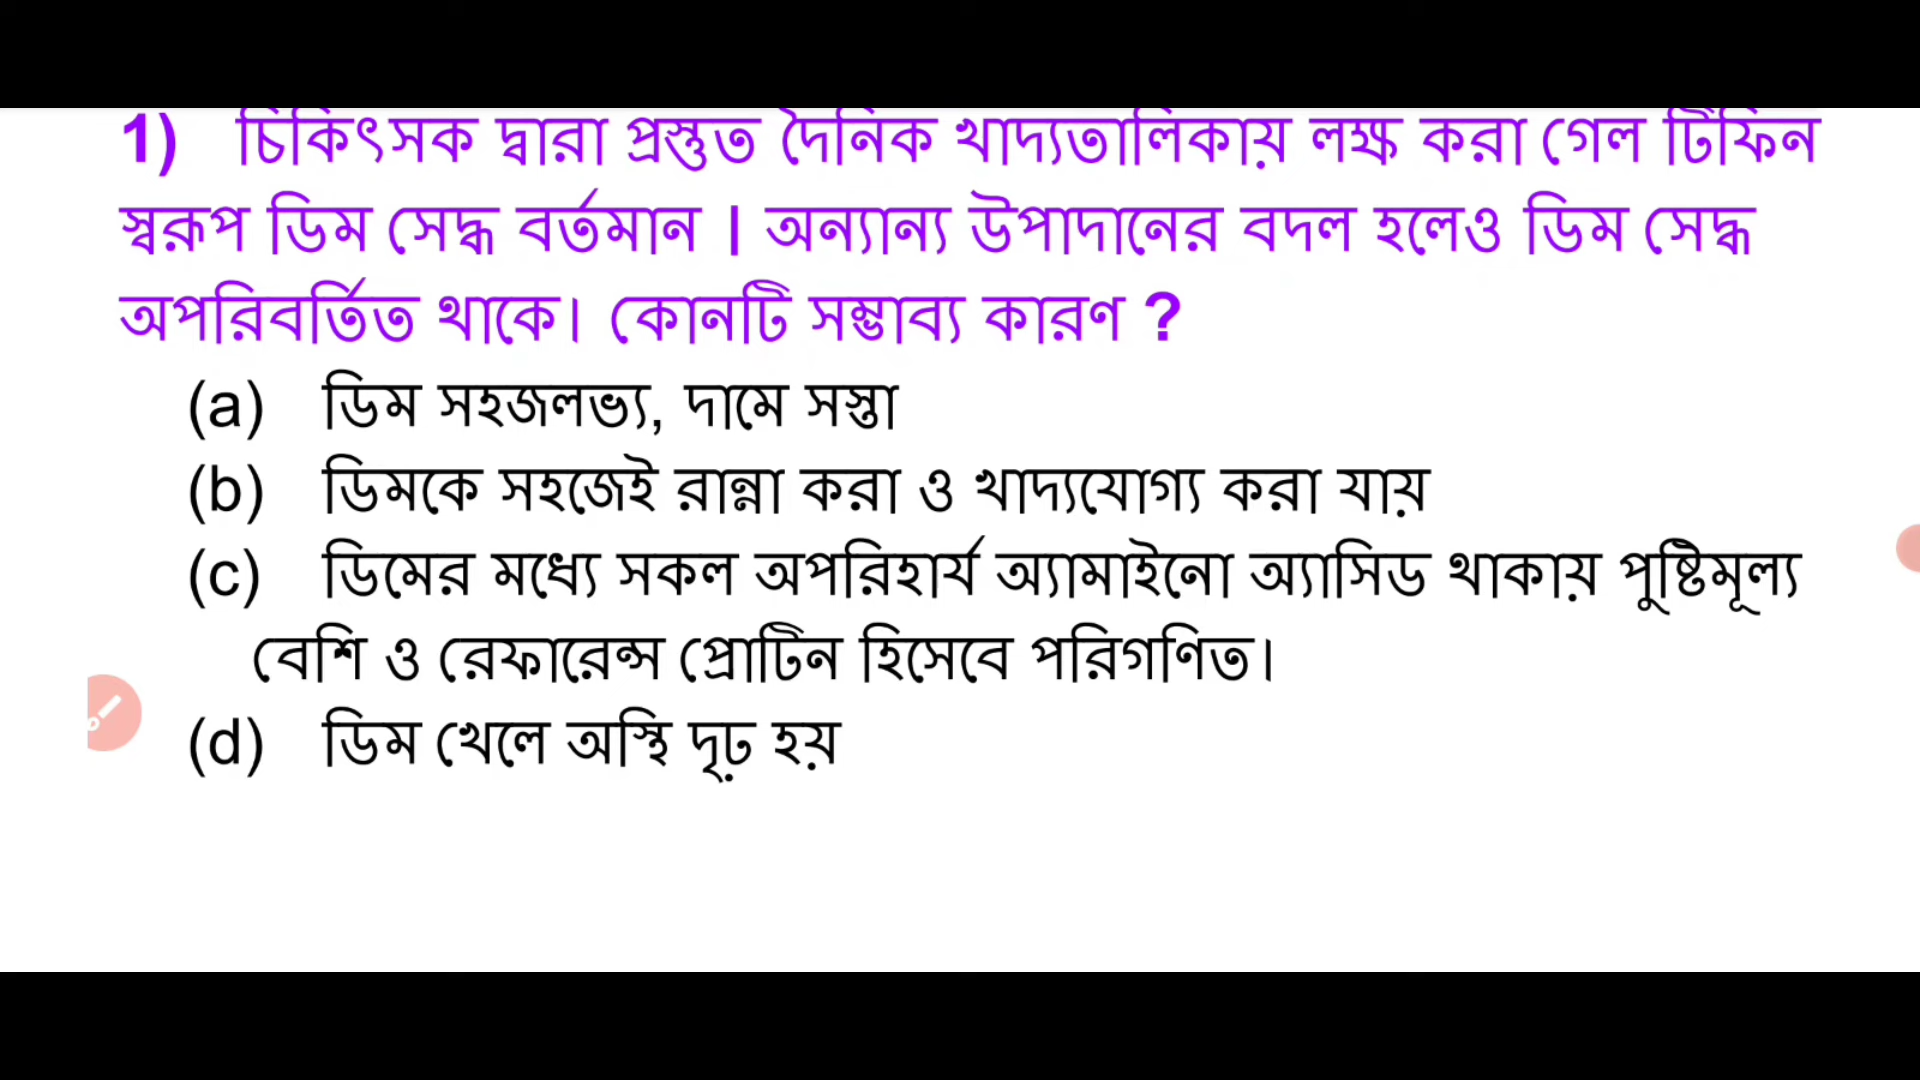 1) চিকিৎসক দ্বারা প্রস্তুত দৈনিক খাদ্যতালিকায় লক্ষ করা গেল টিফিন
স্বরূপ ডিম সেদ্ধ বর্তমান | অন্যান্য উপাদানের বদল হলেও ডিম সেদ্ধ
অপরিবর্তিত থাকে। কোনটি সম্ভাব্য কারণ ?
(a) ডিম সহজলভ্য, দামে সস্তা
(b) ডিমকে সহজেই রান্না করা ও খাদ্যযোগ্য করা যায়
(c) ডিমের মধ্যে সকল অপরিহার্য অ্যামাইনো অ্যাসিড থাকায় পুষ্টিমূল্য
বেশি ও রেফারেন্স প্রোটিন হিসেবে পরিগণিত।
(d) ডিম খেলে অস্থি দৃঢ় হয়